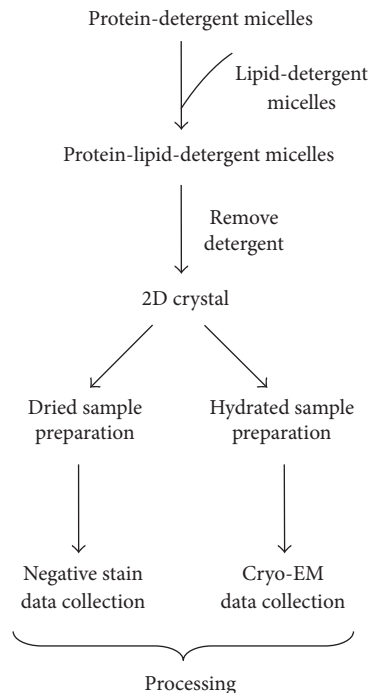 Protein-detergent micelles
Lipid-detergent
micelles
Protein-lipid-detergent micelles
Remove
detergent
2D crystal
Dried sample
preparation
Hydrated sample
preparation
Negative stain
data collection
Cryo-EM
data collection
Processing